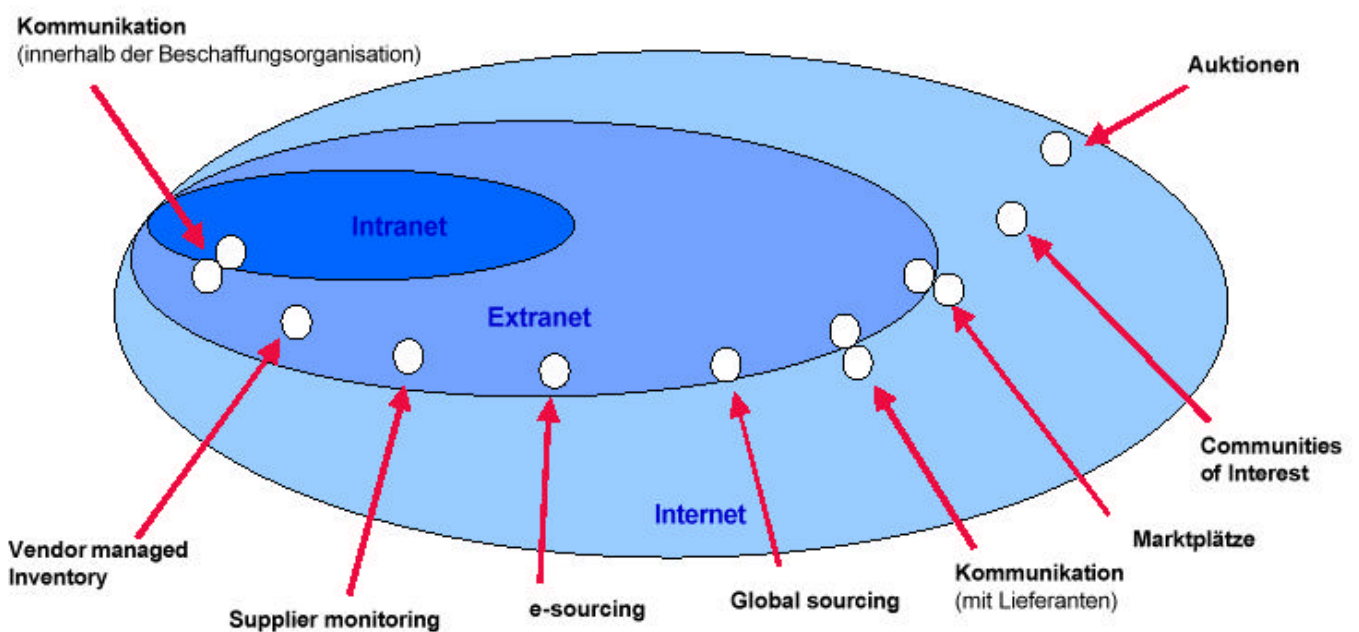 Kommunikation
(innerhalb der Beschaffungsorganisation)
Auktionen
Intranet
Extranet
Internet
Communities
of Interest
Marktplätze
Kommunikation
(mit Lieferanten)
Global sourcing
e-sourcing
Supplier monitoring
Vendor managed
Inventory